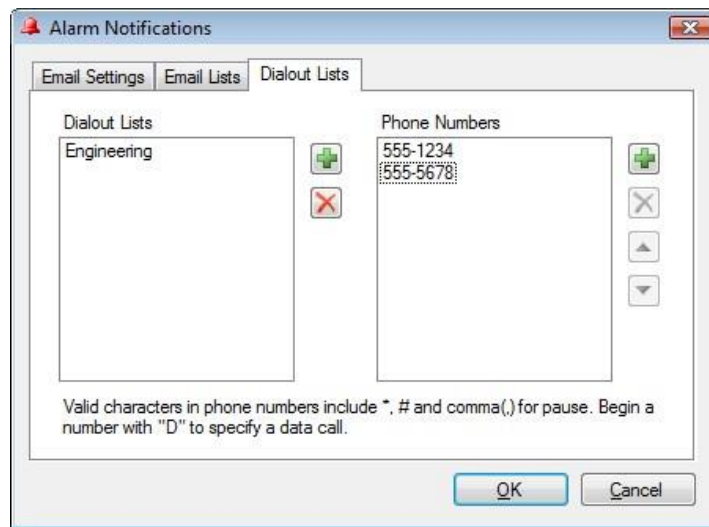 Alarm Notifications
Email Settings Email Lists Dialout Lists
Dialout Lists Phone Numbers
Engineering 555-1234
555-5678
Valid characters in phone numbers include *, # and comma(,) for pause. Begin a
number with "D" to specify a data call.
OK Cancel